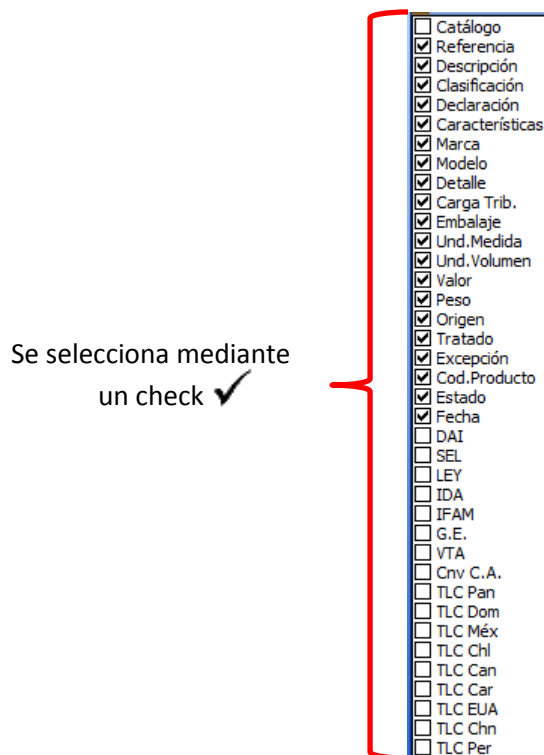 Se selecciona mediante
un check ✓
Catálogo
Referencia
Descripción
Clasificación
Declaración
Características
Marca
Modelo
Detalle
Carga Trib.
Embalaje
Und.Medida
Und.Volumen
Valor
Peso
Origen
Tratado
Excepción
Cod.Producto
Estado
Fecha
DAI
SEL
LEY
IDA
IFAM
G.E.
VTA
Cnv C.A.
TLC Pan
TLC Dom
TLC Méx
TLC Chl
TLC Can
TLC Car
TLC EUA
TLC Chn
TLC Per